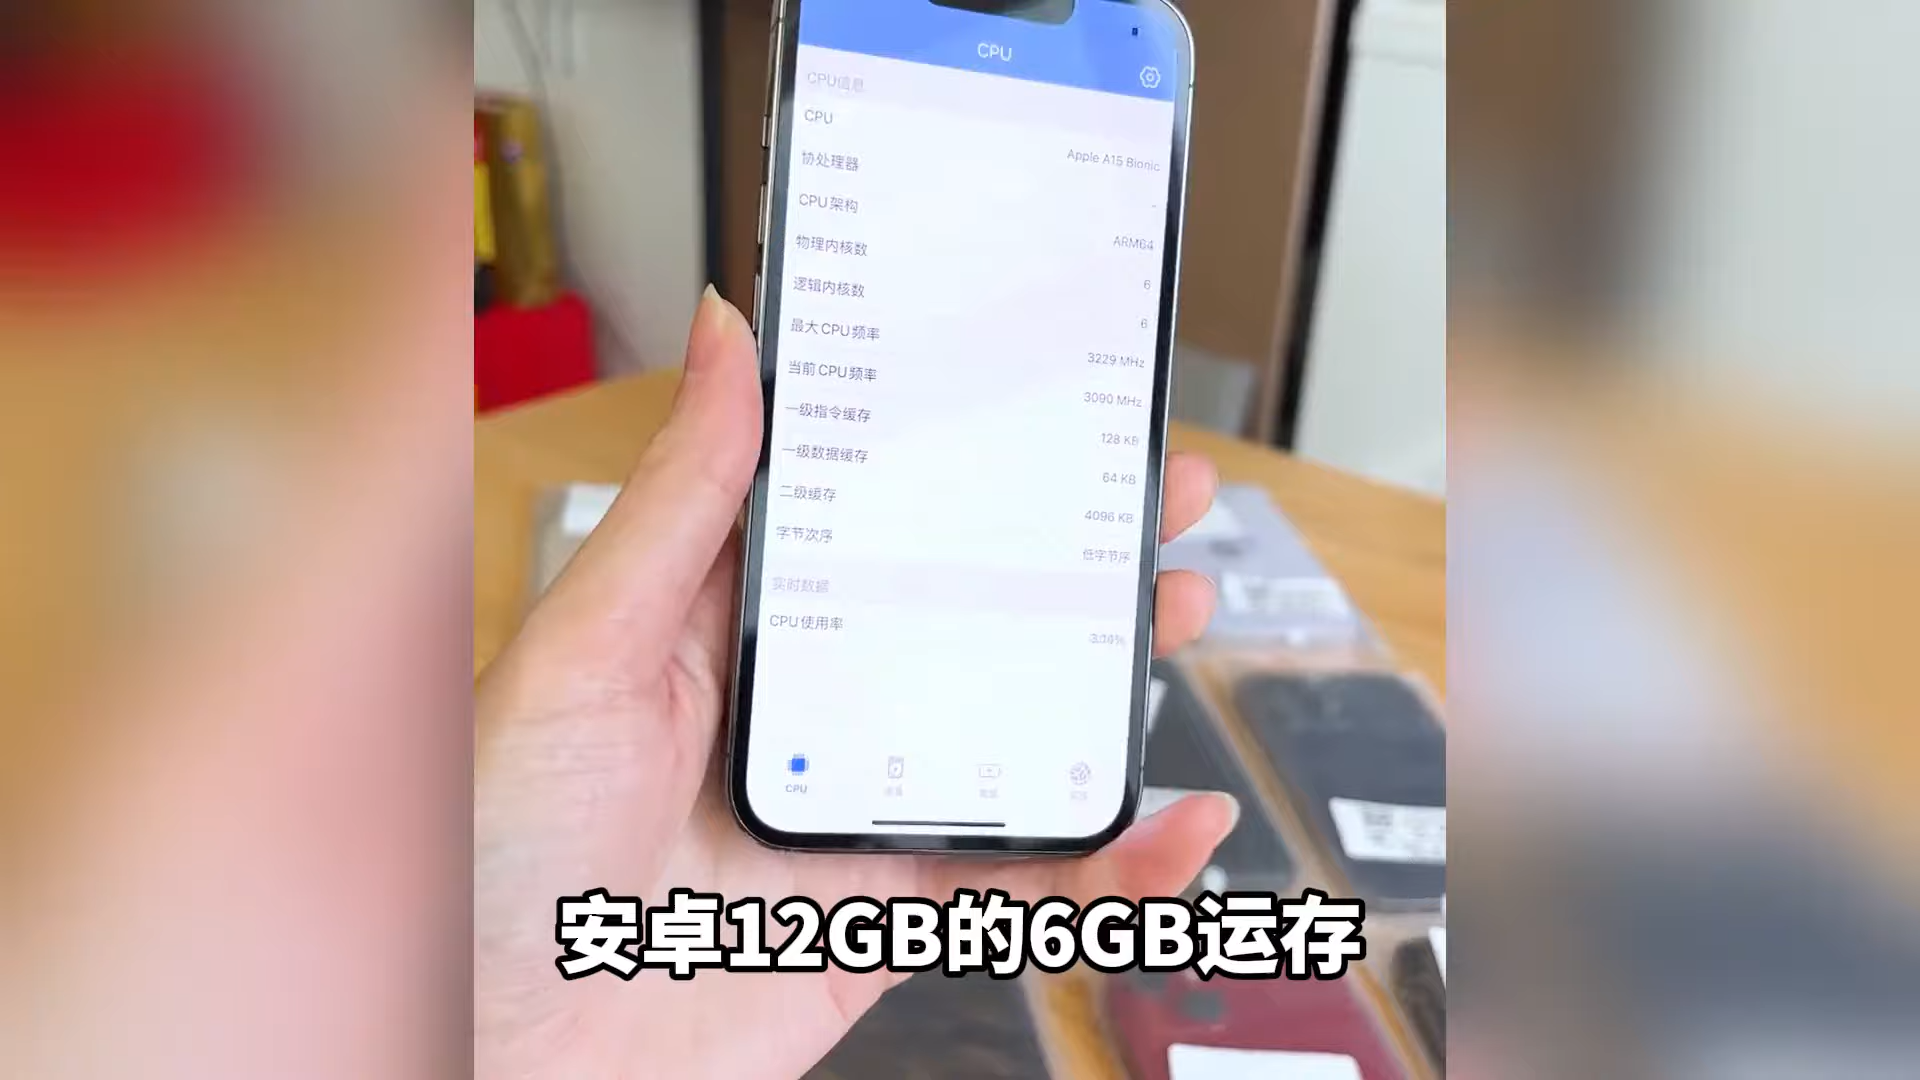 CPU
CPU信息
CPU
Apple A15 Bionic
协处理器
-
CPU架构
ARM64
物理内核数
6
逻辑内核数
6
最大CPU频率
3229 MHz
当前CPU频率
3090 MHz
一级指令缓存
128 KB
一级数据缓存
64 KB
二级缓存
4096 KB
字节次序
低字节序
实时数据
CPU使用率
CPU
安卓12GB的6GB运存